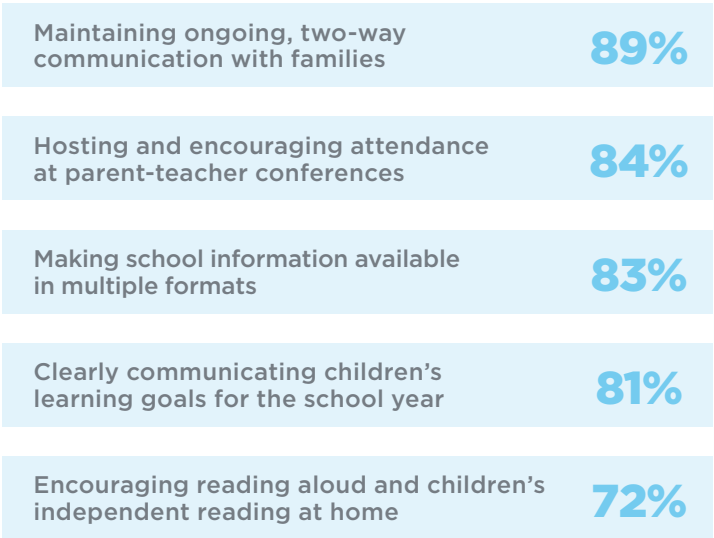 Maintaining ongoing, two-way
communication with families
89%
Hosting and encouraging attendance
at parent-teacher conferences
84%
Making school information available
in multiple formats
83%
Clearly communicating children’s
learning goals for the school year
81%
Encouraging reading aloud and children’s
independent reading at home
72%